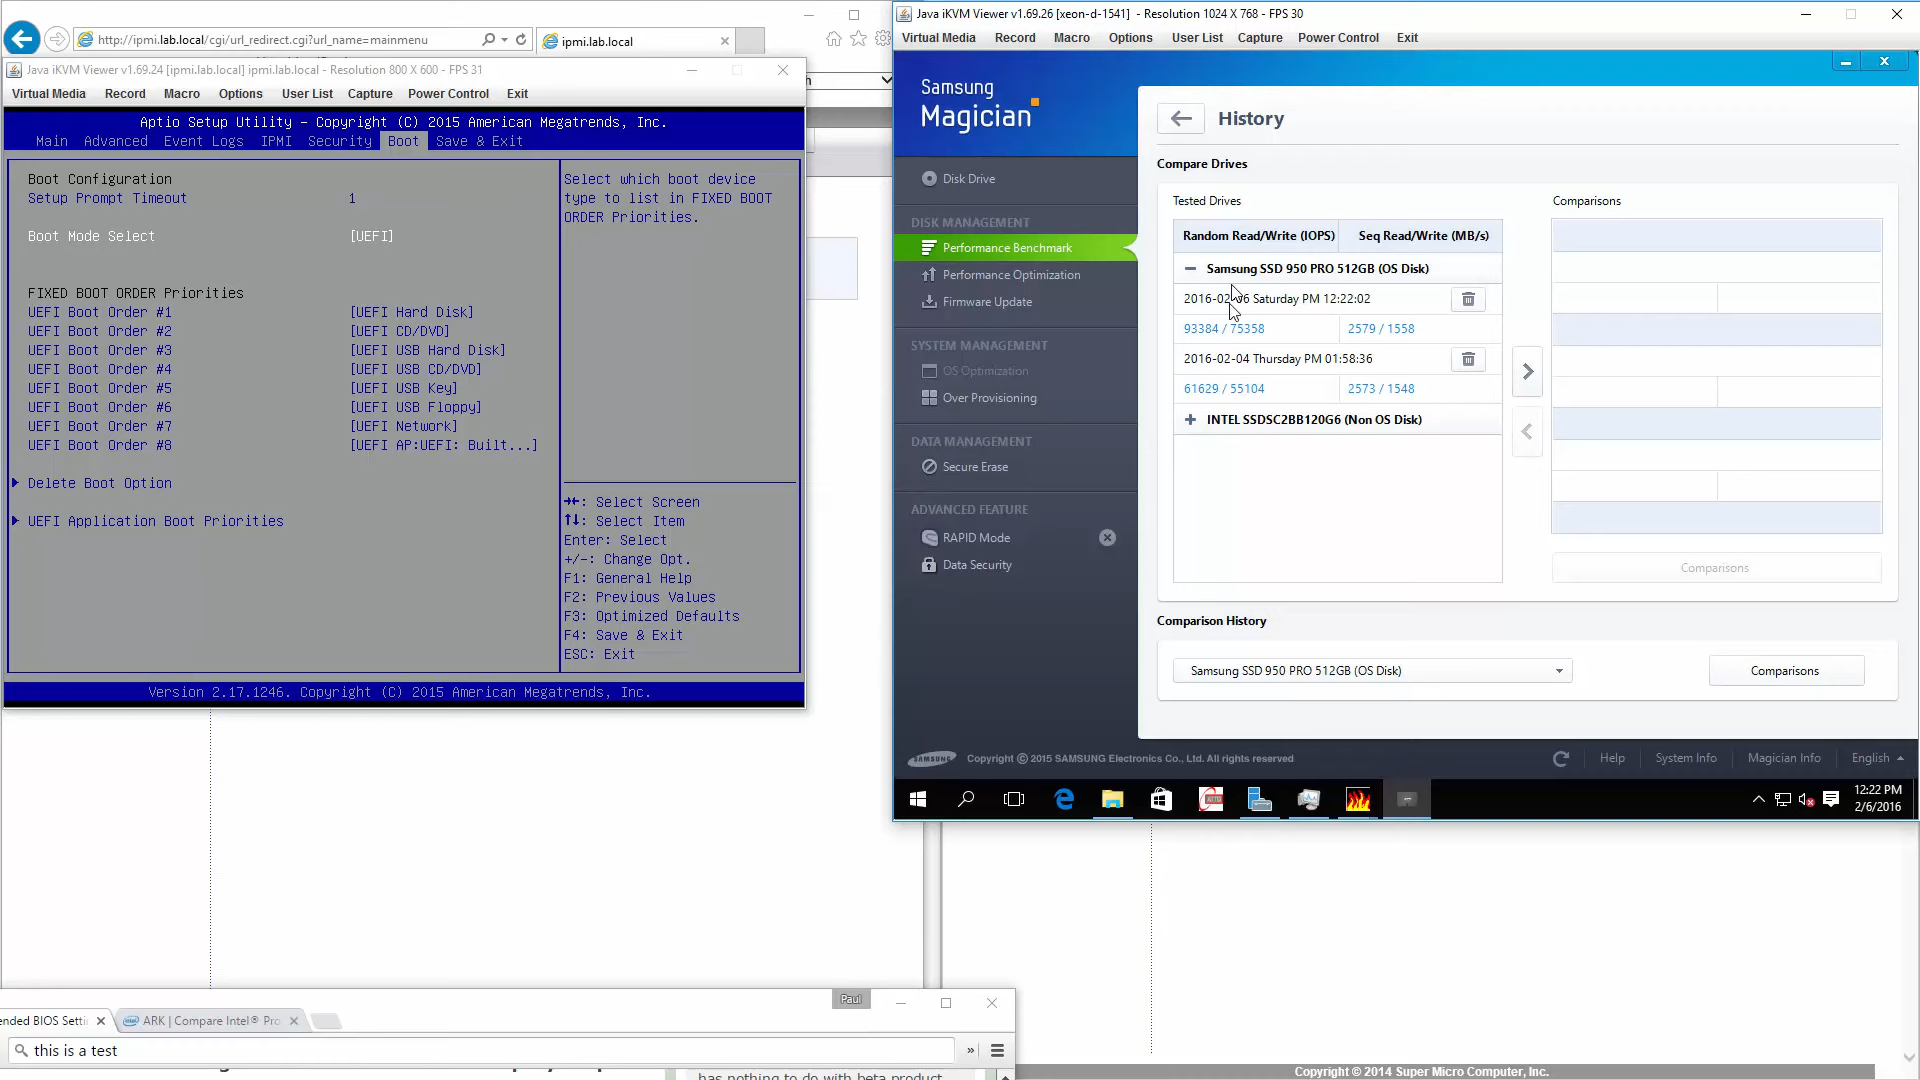 http://ipmi.lab.local/cgi/url_redirect.cgi?url_name=mainmenu
ipmi.lab.local
Java iKVM Viewer v1.69.24 [ipmi.lab.local] ipmi.lab.local - Resolution 800 X 600 - FPS 31
Virtual Media Record Macro Options User List Capture Power Control Exit
Aptio Setup Utility - Copyright (C) 2015 American Megatrends, Inc.
Main Advanced Event Logs IPMI Security Boot Save & Exit
Boot Configuration
Setup Prompt Timeout 1
Boot Mode Select [UEFI]
FIXED BOOT ORDER Priorities
UEFI Boot Order #1 [UEFI Hard Disk]
UEFI Boot Order #2 [UEFI CD/DVD]
UEFI Boot Order #3 [UEFI USB Hard Disk]
UEFI Boot Order #4 [UEFI USB CD/DVD]
UEFI Boot Order #5 [UEFI USB Key]
UEFI Boot Order #6 [UEFI USB Floppy]
UEFI Boot Order #7 [UEFI Network]
UEFI Boot Order #8 [UEFI AP:UEFI: Built...]
Delete Boot Option
UEFI Application Boot Priorities
Select which boot device
type to list in FIXED BOOT
ORDER Priorities.
→←: Select Screen
↑↓: Select Item
Enter: Select
+/-: Change Opt.
F1: General Help
F2: Previous Values
F3: Optimized Defaults
F4: Save & Exit
ESC: Exit
Version 2.17.1246. Copyright (C) 2015 American Megatrends, Inc.
Java iKVM Viewer v1.69.26 [xeon-d-1541] - Resolution 1024 X 768 - FPS 30
Virtual Media Record Macro Options User List Capture Power Control Exit
Samsung
Magician
Disk Drive
DISK MANAGEMENT
Performance Benchmark
Performance Optimization
Firmware Update
SYSTEM MANAGEMENT
OS Optimization
Over Provisioning
DATA MANAGEMENT
Secure Erase
ADVANCED FEATURE
RAPID Mode
Data Security
History
Compare Drives
Tested Drives
Random Read/Write (IOPS) Seq Read/Write (MB/s)
Samsung SSD 950 PRO 512GB (OS Disk)
2016-02-06 Saturday PM 12:22:02
93384 / 75358 2579 / 1558
2016-02-04 Thursday PM 01:58:36
61629 / 55104 2573 / 1548
INTEL SSDSC2BB120G6 (Non OS Disk)
Comparisons
Comparisons
Comparison History
Samsung SSD 950 PRO 512GB (OS Disk) Comparisons
SAMSUNG Copyright ⓒ 2015 SAMSUNG Electronics Co., Ltd. All rights reserved
Help System Info Magician Info English
12:22 PM
2/6/2016
Paul
ended BIOS Setti
ARK | Compare Intel® Pro
this is a test
has nothing to do with beta product
Copyright © 2014 Super Micro Computer, Inc.